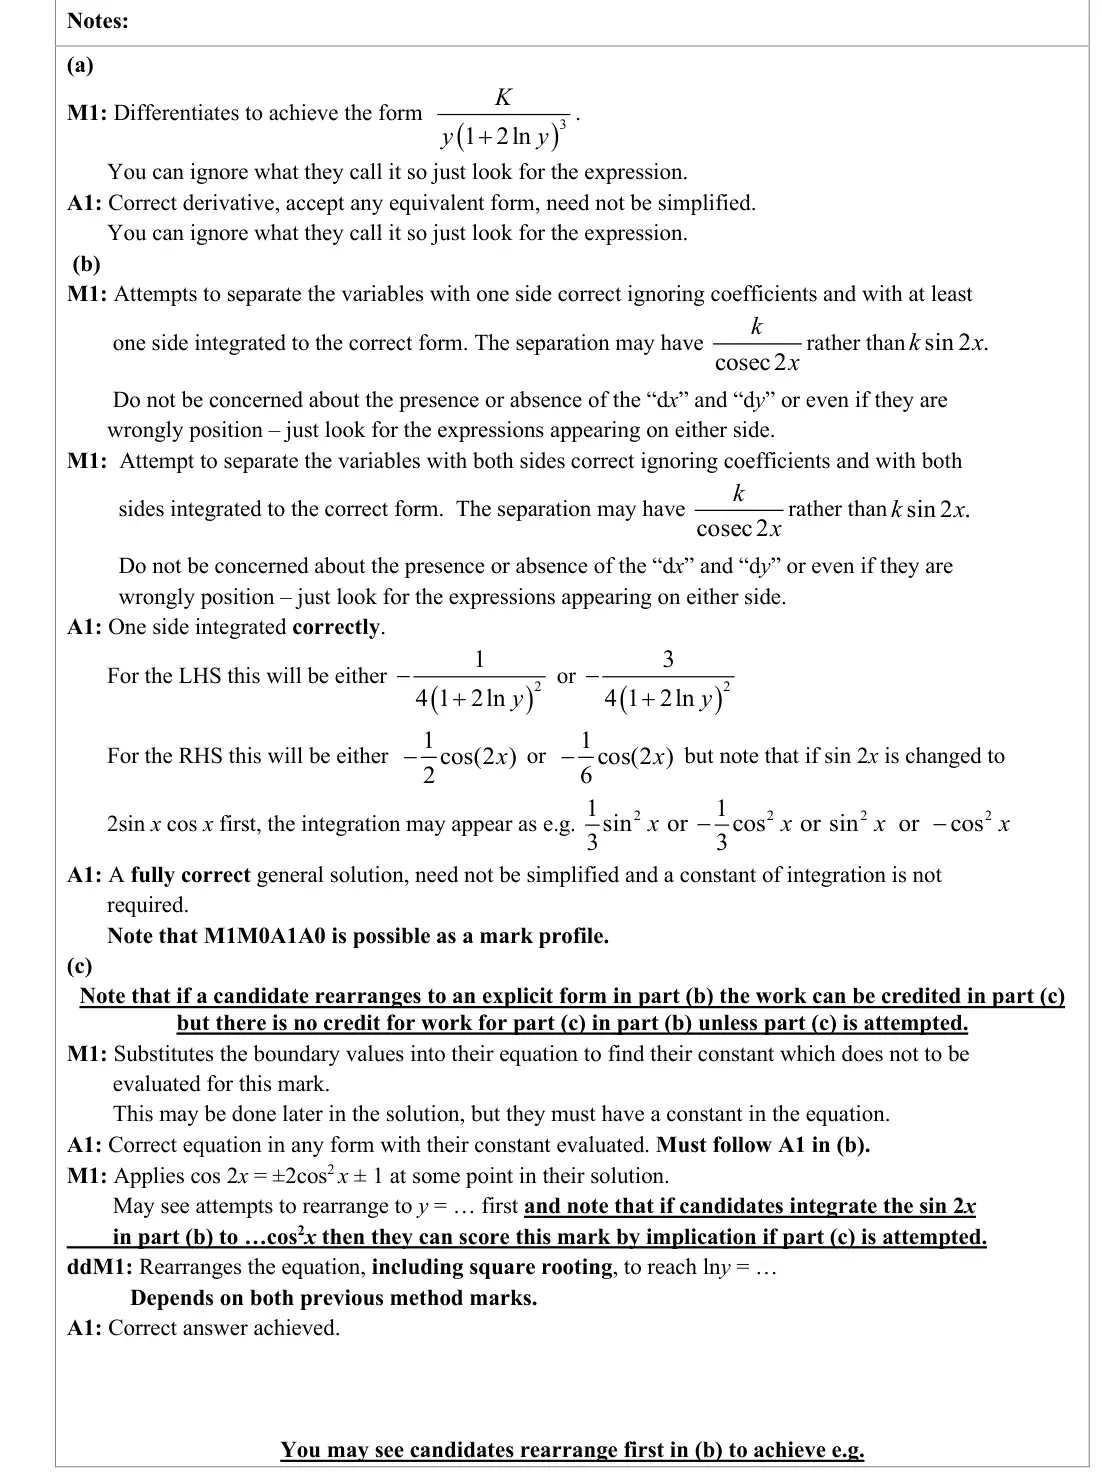 Notes:
(a)
M1: Differentiates to achieve the form K / y(1+2 ln y)³ .
You can ignore what they call it so just look for the expression.
A1: Correct derivative, accept any equivalent form, need not be simplified.
You can ignore what they call it so just look for the expression.
(b)
M1: Attempts to separate the variables with one side correct ignoring coefficients and with at least
one side integrated to the correct form. The separation may have k / cosec 2x rather than k sin 2x.
Do not be concerned about the presence or absence of the “dx” and “dy” or even if they are
wrongly position – just look for the expressions appearing on either side.
M1: Attempt to separate the variables with both sides correct ignoring coefficients and with both
sides integrated to the correct form. The separation may have k / cosec 2x rather than k sin 2x.
Do not be concerned about the presence or absence of the “dx” and “dy” or even if they are
wrongly position – just look for the expressions appearing on either side.
A1: One side integrated correctly.
For the LHS this will be either − 1 / 4(1+2 ln y)² or − 3 / 4(1+2 ln y)²
For the RHS this will be either −1/2 cos(2x) or −1/6 cos(2x) but note that if sin 2x is changed to
2sin x cos x first, the integration may appear as e.g. 1/3 sin² x or −1/3 cos² x or sin² x or −cos² x
A1: A fully correct general solution, need not be simplified and a constant of integration is not
required.
Note that M1M0A1A0 is possible as a mark profile.
(c)
Note that if a candidate rearranges to an explicit form in part (b) the work can be credited in part (c)
but there is no credit for work for part (c) in part (b) unless part (c) is attempted.
M1: Substitutes the boundary values into their equation to find their constant which does not to be
evaluated for this mark.
This may be done later in the solution, but they must have a constant in the equation.
A1: Correct equation in any form with their constant evaluated. Must follow A1 in (b).
M1: Applies cos 2x = ±2cos² x ± 1 at some point in their solution.
May see attempts to rearrange to y = … first and note that if candidates integrate the sin 2x
in part (b) to …cos²x then they can score this mark by implication if part (c) is attempted.
ddM1: Rearranges the equation, including square rooting, to reach lny = …
Depends on both previous method marks.
A1: Correct answer achieved.
You may see candidates rearrange first in (b) to achieve e.g.